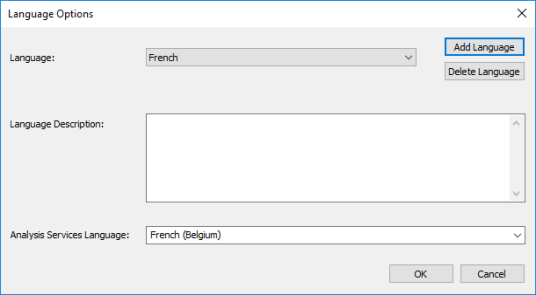 Language Options
Add Language
Language: French
Delete Language
Language Description:
Analysis Services Language: French (Belgium)
OK Cancel